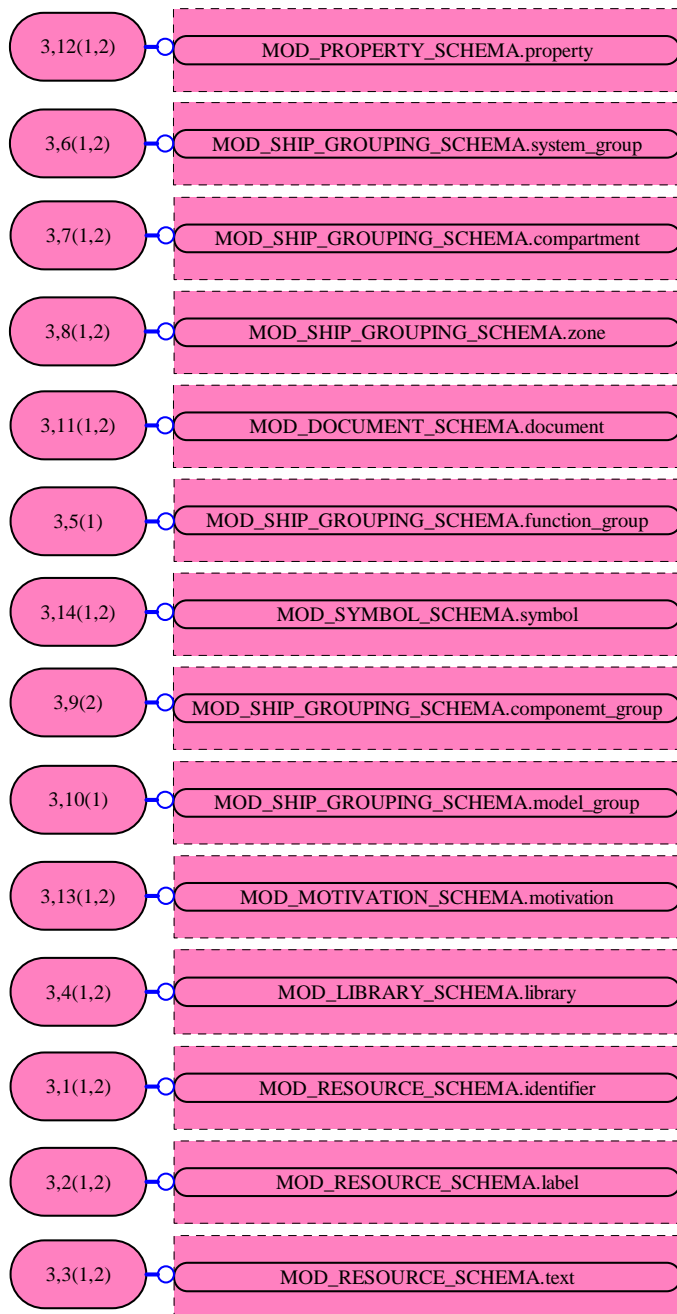 3,12(1,2) MOD_PROPERTY_SCHEMA.property
3,6(1,2) MOD_SHIP_GROUPING_SCHEMA.system_group
3,7(1,2) MOD_SHIP_GROUPING_SCHEMA.compartment
3,8(1,2) MOD_SHIP_GROUPING_SCHEMA.zone
3,11(1,2) MOD_DOCUMENT_SCHEMA.document
3,5(1) MOD_SHIP_GROUPING_SCHEMA.function_group
3,14(1,2) MOD_SYMBOL_SCHEMA.symbol
3,9(2) MOD_SHIP_GROUPING_SCHEMA.componemt_group
3,10(1) MOD_SHIP_GROUPING_SCHEMA.model_group
3,13(1,2) MOD_MOTIVATION_SCHEMA.motivation
3,4(1,2) MOD_LIBRARY_SCHEMA.library
3,1(1,2) MOD_RESOURCE_SCHEMA.identifier
3,2(1,2) MOD_RESOURCE_SCHEMA.label
3,3(1,2) MOD_RESOURCE_SCHEMA.text